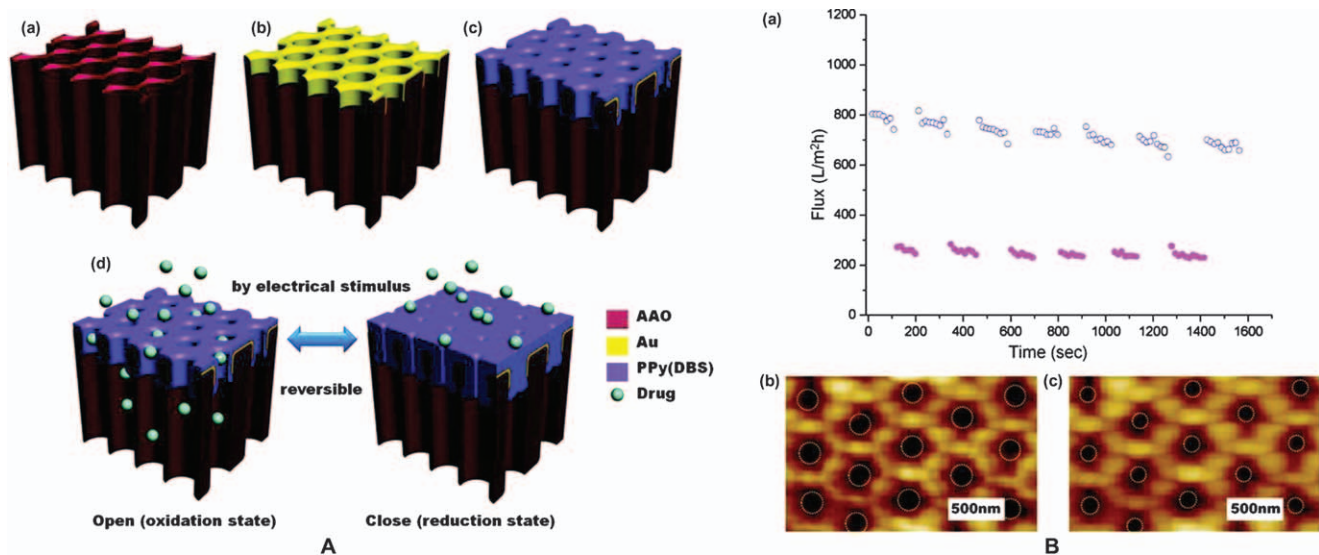 (a)
(b)
(c)
(d)
by electrical stimulus
reversible
AAO
Au
PPy(DBS)
Drug
Open (oxidation state)
Close (reduction state)
A
(a)
Flux (L/m²h)
1200
1000
800
600
400
200
0
0 200 400 600 800 1000 1200 1400 1600
Time (sec)
(b)
500nm
(c)
500nm
B